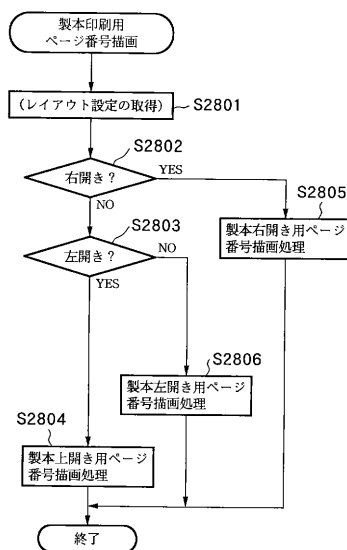 製本印刷用
ページ番号描画
(レイアウト設定の取得)
S2801
S2802
右開き?
YES
NO
S2805
製本右開き用ページ
番号描画処理
S2803
左開き?
NO
YES
S2806
製本左開き用ページ
番号描画処理
S2804
製本上開き用ページ
番号描画処理
終了